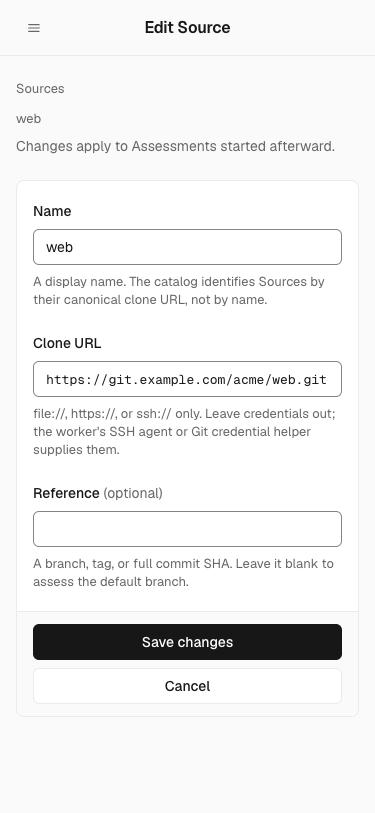 Edit Source
Sources
web
Changes apply to Assessments started afterward.
Name
web
A display name. The catalog identifies Sources by
their canonical clone URL, not by name.
Clone URL
https://git.example.com/acme/web.git
file://, https://, or ssh:// only. Leave credentials out;
the worker's SSH agent or Git credential helper
supplies them.
Reference (optional)
A branch, tag, or full commit SHA. Leave it blank to
assess the default branch.
Save changes
Cancel